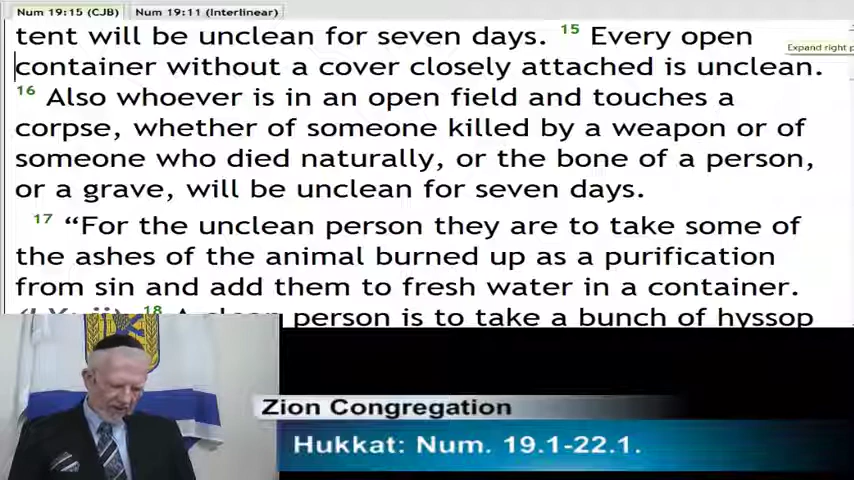 Num 19:15 (CJB) Num 19:11 (Interlinear)
tent will be unclean for seven days. 15 Every open
Expand right p
container without a cover closely attached is unclean.
16 Also whoever is in an open field and touches a
corpse, whether of someone killed by a weapon or of
someone who died naturally, or the bone of a person,
or a grave, will be unclean for seven days.
17 “For the unclean person they are to take some of
the ashes of the animal burned up as a purification
from sin and add them to fresh water in a container.
18 A clean person is to take a bunch of hyssop
Zion Congregation
Hukkat: Num. 19.1-22.1.